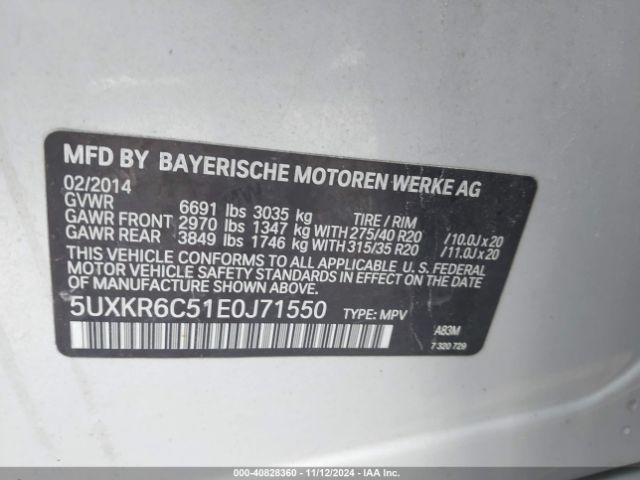 MFD BY BAYERISCHE MOTOREN WERKE AG
02/2014
GVWR 6691 lbs 3035 kg TIRE / RIM
GAWR FRONT 2970 lbs 1347 kg WITH 275/40 R20 /10.0J x 20
GAWR REAR 3849 lbs 1746 kg WITH 315/35 R20 /11.0J x 20
THIS VEHICLE CONFORMS TO ALL APPLICABLE U. S. FEDERAL
MOTOR VEHICLE SAFETY STANDARDS IN EFFECT ON THE DATE OF
MANUFACTURE SHOWN ABOVE.
5UXKR6C51E0J71550 TYPE: MPV A83M
7 320 729
000-40828360 | 11/12/2024 - IAAI.COM